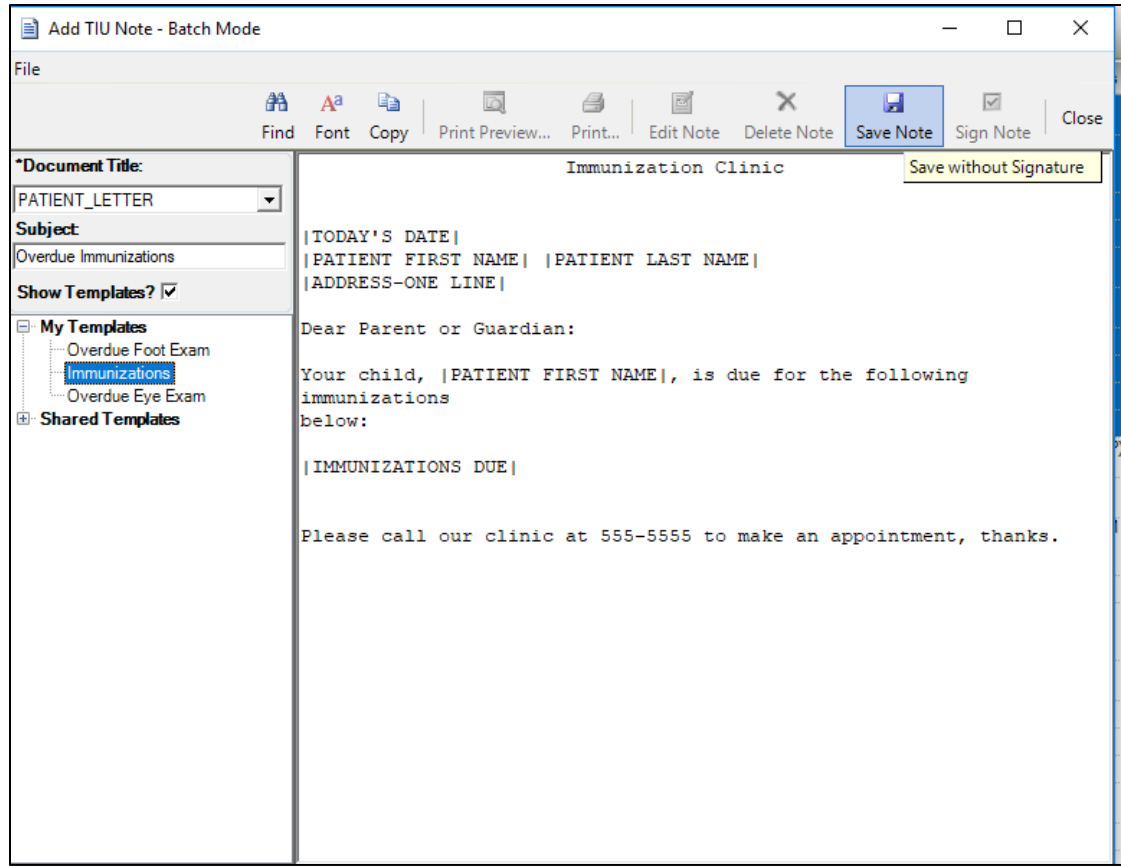 Add TIU Note - Batch Mode
File
Find Font Copy Print Preview... Print... Edit Note Delete Note Save Note Sign Note Close
Save without Signature
*Document Title:
PATIENT_LETTER
Subject:
Overdue Immunizations
Show Templates?
My Templates
Overdue Foot Exam
Immunizations
Overdue Eye Exam
Shared Templates
Immunization Clinic
|TODAY'S DATE|
|PATIENT FIRST NAME| |PATIENT LAST NAME|
|ADDRESS-ONE LINE|
Dear Parent or Guardian:
Your child, |PATIENT FIRST NAME|, is due for the following
immunizations
below:
|IMMUNIZATIONS DUE|
Please call our clinic at 555-5555 to make an appointment, thanks.